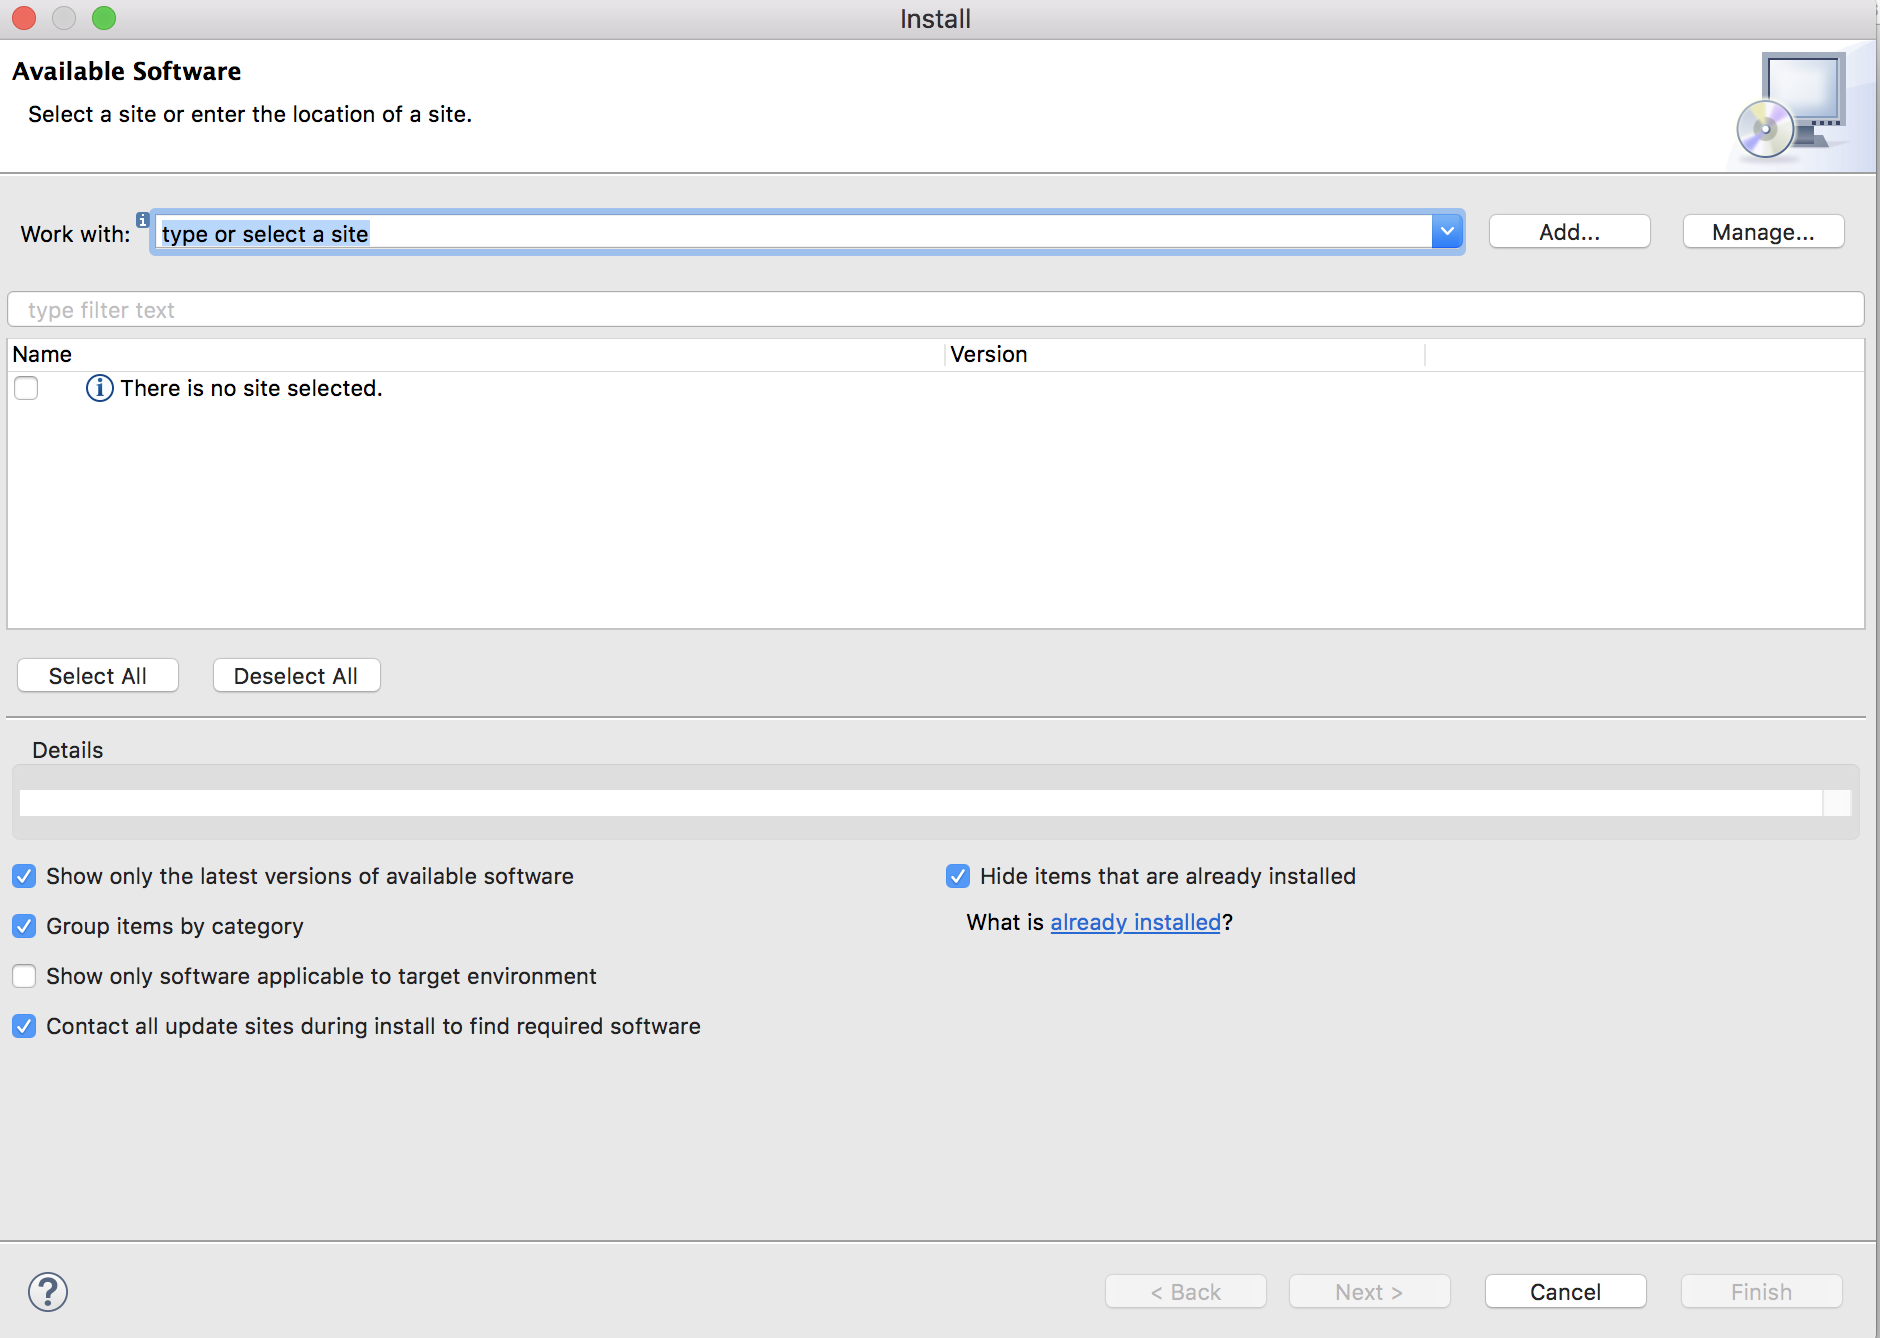 Install
Available Software
Select a site or enter the location of a site.
Work with: type or select a site Add... Manage...
type filter text
Name Version
There is no site selected.
Select All Deselect All
Details
Show only the latest versions of available software Hide items that are already installed
Group items by category What is already installed?
Show only software applicable to target environment
Contact all update sites during install to find required software
? < Back Next > Cancel Finish